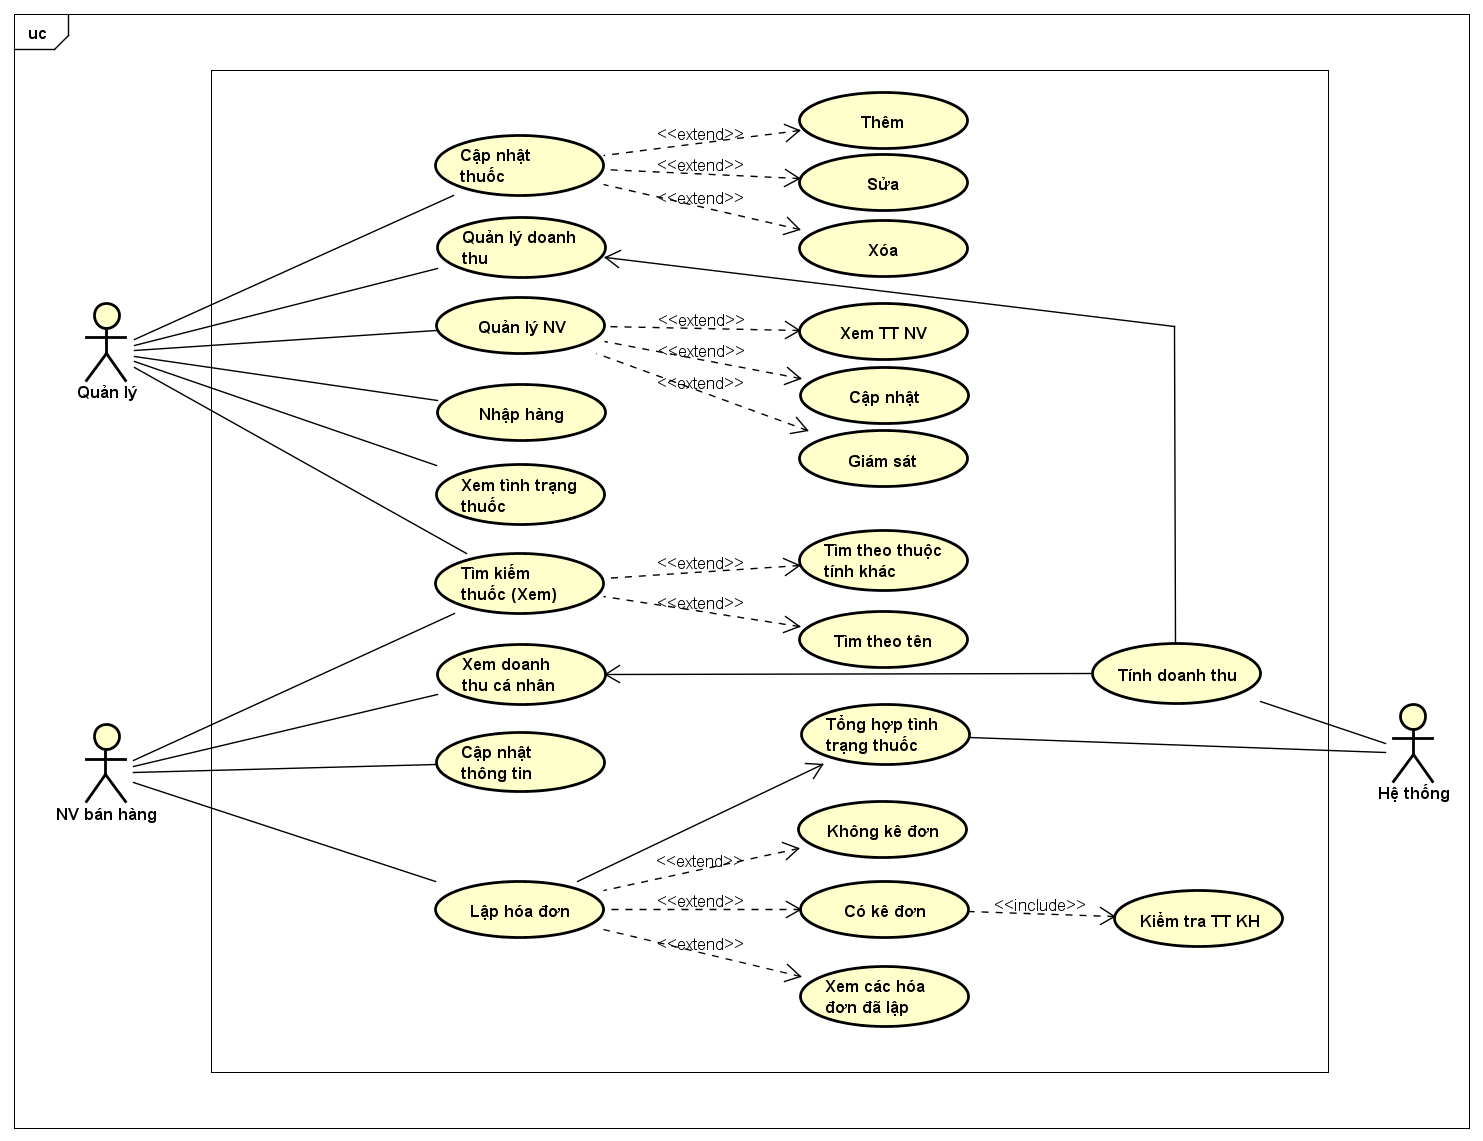 uc
Cập nhật
thuốc
<<extend>>
Thêm
<<extend>>
Sửa
<<extend>>
Xóa
Quản lý doanh
thu
Quản lý NV
<<extend>>
Xem TT NV
<<extend>>
Cập nhật
<<extend>>
Giám sát
Quản lý
Nhập hàng
Xem tình trạng
thuốc
Tìm kiếm
thuốc (Xem)
<<extend>>
Tìm theo thuộc
tính khác
<<extend>>
Tìm theo tên
Xem doanh
thu cá nhân
Tính doanh thu
Tổng hợp tình
trạng thuốc
Cập nhật
thông tin
NV bán hàng
Hệ thống
<<extend>>
Không kê đơn
Lập hóa đơn
<<extend>>
Có kê đơn
<<include>>
Kiểm tra TT KH
<<extend>>
Xem các hóa
đơn đã lập